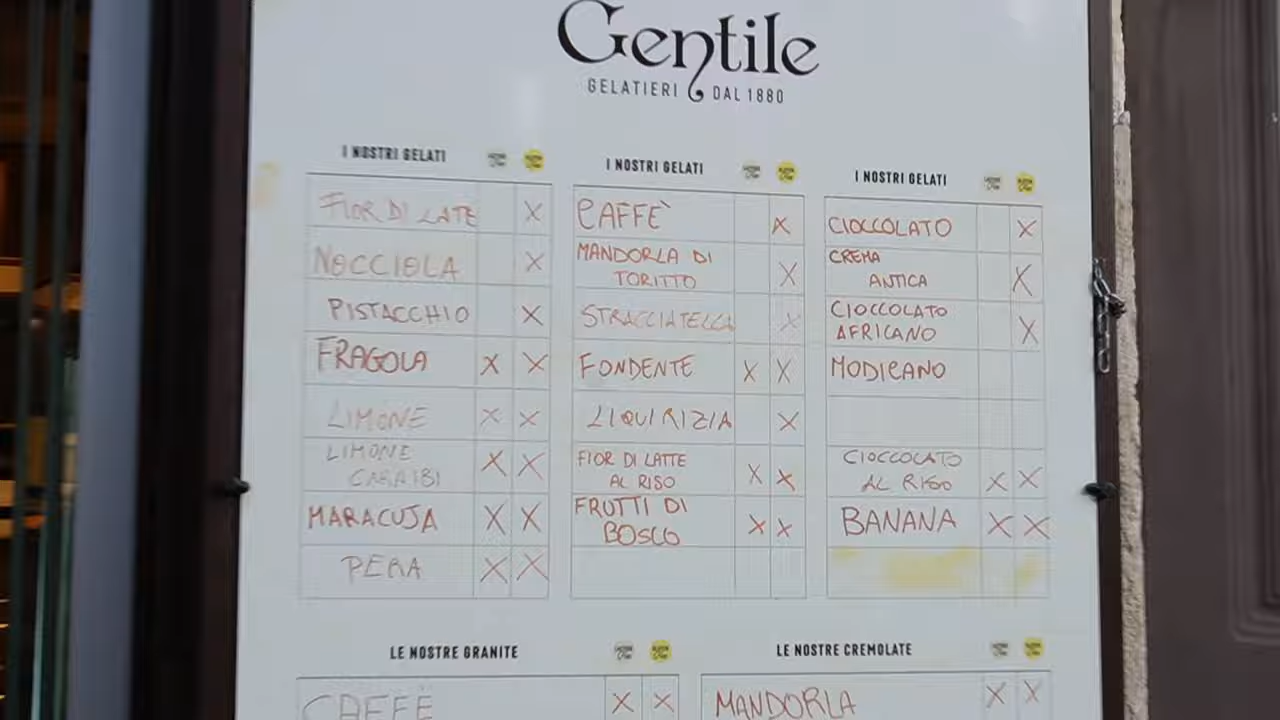 Gentile
GELATIERI DAL 1880
I NOSTRI GELATI
FIOR DI LATE X
NOCCIOLA X
PISTACCHIO X
FRAGOLA X X
LIMONE X X
LIMONE
CARAIBI X X
MARACUJA X X
PERA X X
I NOSTRI GELATI
CAFFÈ X
MANDORLA DI
TORITTO X
STRACCIATELLA X
FONDENTE X X
LIQUIRIZIA X
FIOR DI LATTE
AL RISO X X
FRUTTI DI
BOSCO X X
I NOSTRI GELATI
CIOCCOLATO X
CREMA
ANTICA X
CIOCCOLATO
AFRICANO X
MODICANO
CIOCCOLATO
AL RISO X X
BANANA X X
LE NOSTRE GRANITE
CAFFÈ X X
LE NOSTRE CREMOLATE
MANDORLA X X